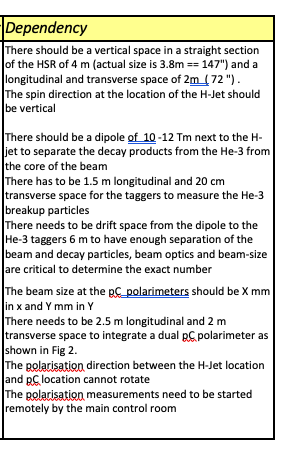 Dependency
There should be a vertical space in a straight section
of the HSR of 4 m (actual size is 3.8m == 147") and a
longitudinal and transverse space of 2m ( 72 ") .
The spin direction at the location of the H-Jet should
be vertical
There should be a dipole of 10 -12 Tm next to the H-
jet to separate the decay products from the He-3 from
the core of the beam
There has to be 1.5 m longitudinal and 20 cm
transverse space for the taggers to measure the He-3
breakup particles
There needs to be drift space from the dipole to the
He-3 taggers 6 m to have enough separation of the
beam and decay particles, beam optics and beam-size
are critical to determine the exact number
The beam size at the pC polarimeters should be X mm
in x and Y mm in Y
There needs to be 2.5 m longitudinal and 2 m
transverse space to integrate a dual pC polarimeter as
shown in Fig 2.
The polarisation direction between the H-Jet location
and pC location cannot rotate
The polarisation measurements need to be started
remotely by the main control room